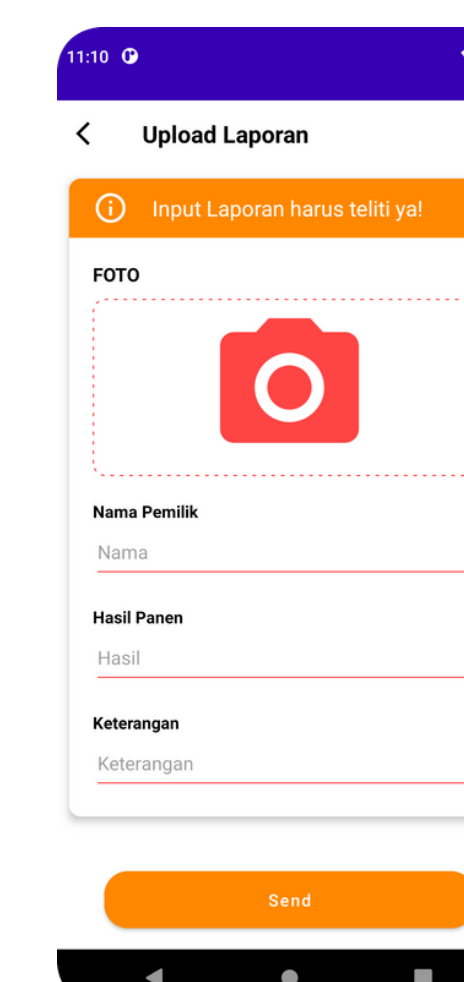 11:10
Upload Laporan
Input Laporan harus teliti ya!
FOTO
Nama Pemilik
Nama
Hasil Panen
Hasil
Keterangan
Keterangan
Send